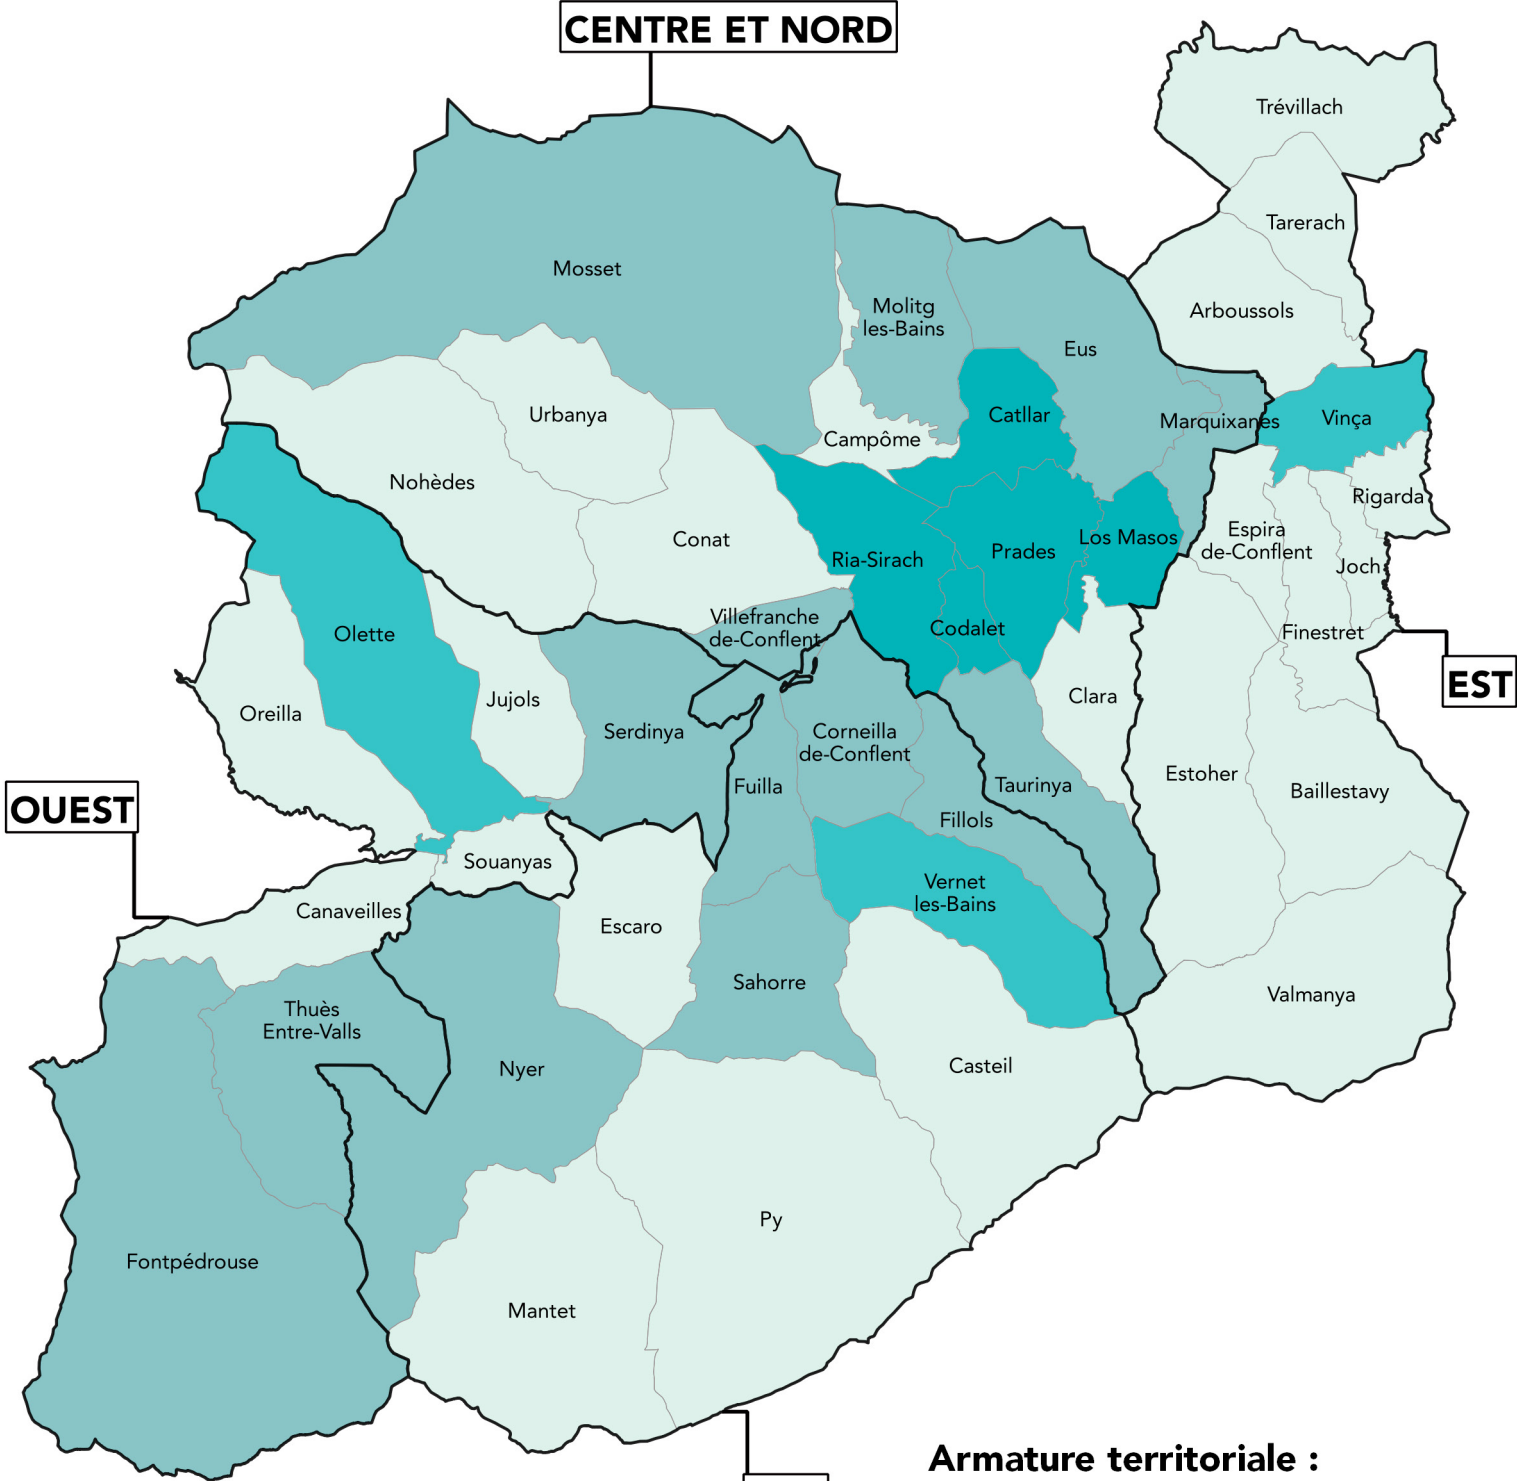 CENTRE ET NORD
Trévillach
Tarerach
Mosset
Arboussols
Molitg
les-Bains
Eus
Urbanya
Catllar
Marquixanes
Vinça
Campôme
Nohèdes
Rigarda
Conat
Ria-Sirach
Prades
Los Masos
Espira
de-Conflent
Joch
Villefranche
de-Conflent
Codalet
Finestret
Olette
EST
Clara
Jujols
Oreilla
Serdinya
Corneilla
de-Conflent
Estoher
Fuilla
Taurinya
Baillestavy
OUEST
Fillols
Souanyas
Vernet
les-Bains
Canaveilles
Escaro
Sahorre
Valmanya
Thuès
Entre-Valls
Nyer
Casteil
Py
Fontpédrouse
Mantet
Armature territoriale :